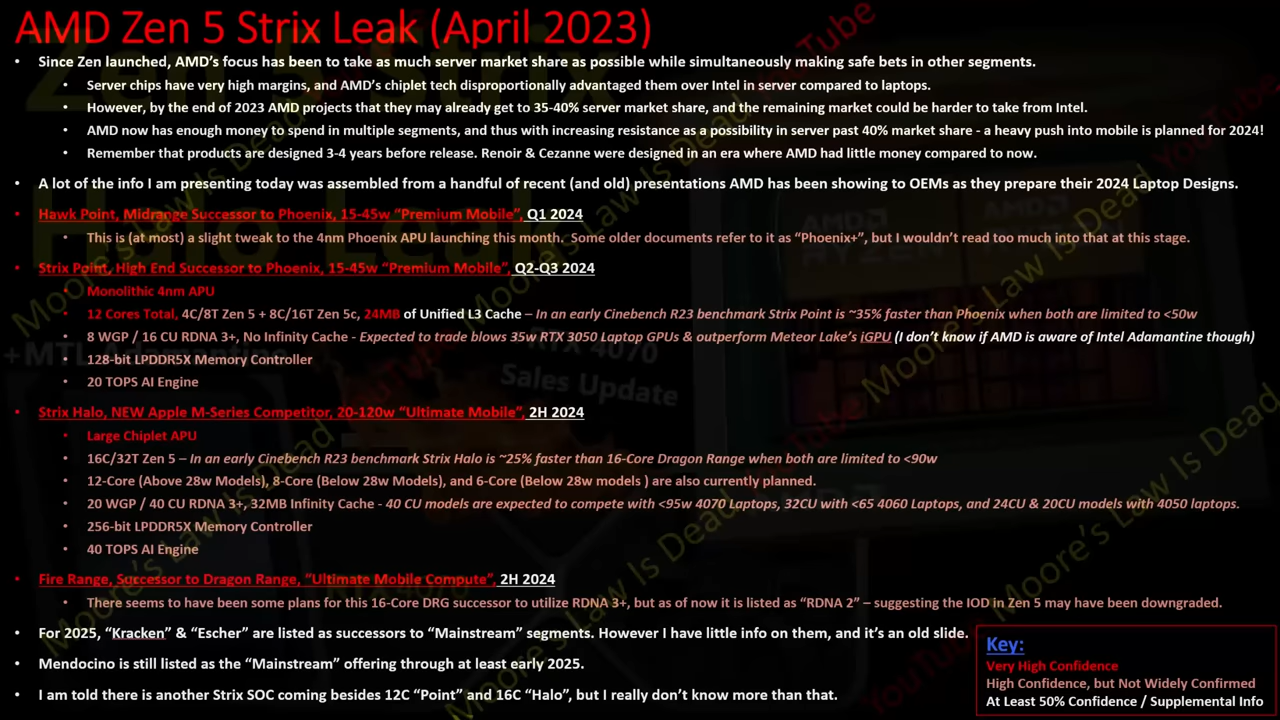 AMD Zen 5 Strix Leak (April 2023)
• Since Zen launched, AMD's focus has been to take as much server market share as possible while simultaneously making safe bets in other segments.
• Server chips have very high margins, and AMD's chiplet tech disproportionally advantaged them over Intel in server compared to laptops.
• However, by the end of 2023 AMD projects that they may already get to 35-40% server market share, and the remaining market could be harder to take from Intel.
• AMD now has enough money to spend in multiple segments, and thus with increasing resistance as a possibility in server past 40% market share - a heavy push into mobile is planned for 2024!
• Remember that products are designed 3-4 years before release. Renoir & Cezanne were designed in an era where AMD had little money compared to now.
• A lot of the info I am presenting today was assembled from a handful of recent (and old) presentations AMD has been showing to OEMs as they prepare their 2024 Laptop Designs.
• Hawk Point, Midrange Successor to Phoenix, 15-45w "Premium Mobile", Q1 2024
• This is (at most) a slight tweak to the 4nm Phoenix APU launching this month. Some older documents refer to it as "Phoenix+", but I wouldn't read too much into that at this stage.
• Strix Point, High End Successor to Phoenix, 15-45w "Premium Mobile", Q2-Q3 2024
• Monolithic 4nm APU
• 12 Cores Total, 4C/8T Zen 5 + 8C/16T Zen 5c, 24MB of Unified L3 Cache – In an early Cinebench R23 benchmark Strix Point is ~35% faster than Phoenix when both are limited to <50w
• 8 WGP / 16 CU RDNA 3+, No Infinity Cache - Expected to trade blows 35w RTX 3050 Laptop GPUs & outperform Meteor Lake's iGPU (I don't know if AMD is aware of Intel Adamantine though)
• 128-bit LPDDR5X Memory Controller
• 20 TOPS AI Engine
• Strix Halo, NEW Apple M-Series Competitor, 20-120w "Ultimate Mobile", 2H 2024
• Large Chiplet APU
• 16C/32T Zen 5 – In an early Cinebench R23 benchmark Strix Halo is ~25% faster than 16-Core Dragon Range when both are limited to <90w
• 12-Core (Above 28w Models), 8-Core (Below 28w Models), and 6-Core (Below 28w models ) are also currently planned.
• 20 WGP / 40 CU RDNA 3+, 32MB Infinity Cache - 40 CU models are expected to compete with <95w 4070 Laptops, 32CU with <65 4060 Laptops, and 24CU & 20CU models with 4050 laptops.
• 256-bit LPDDR5X Memory Controller
• 40 TOPS AI Engine
• Fire Range, Successor to Dragon Range, "Ultimate Mobile Compute", 2H 2024
• There seems to have been some plans for this 16-Core DRG successor to utilize RDNA 3+, but as of now it is listed as "RDNA 2" – suggesting the IOD in Zen 5 may have been downgraded.
• For 2025, "Kracken" & "Escher" are listed as successors to "Mainstream" segments. However I have little info on them, and it's an old slide.
• Mendocino is still listed as the "Mainstream" offering through at least early 2025.
• I am told there is another Strix SOC coming besides 12C "Point" and 16C "Halo", but I really don't know more than that.
Key:
Very High Confidence
High Confidence, but Not Widely Confirmed
At Least 50% Confidence / Supplemental Info
Moore's Law Is Dead
YouTube
Zen 5 Strix
Halo Leak
4070
Sales Update